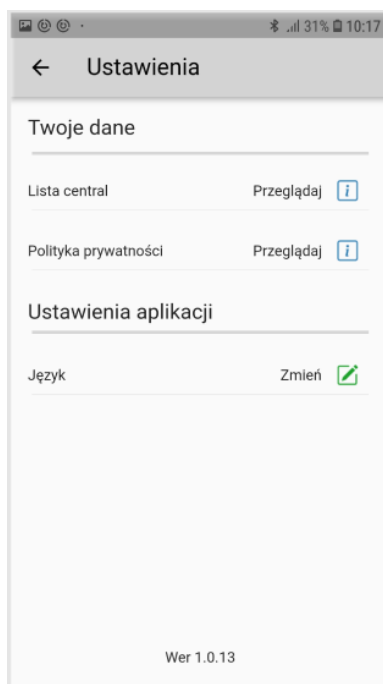 31% 10:17
Ustawienia
Twoje dane
Lista central Przeglądaj
Polityka prywatności Przeglądaj
Ustawienia aplikacji
Język Zmień
Wer 1.0.13